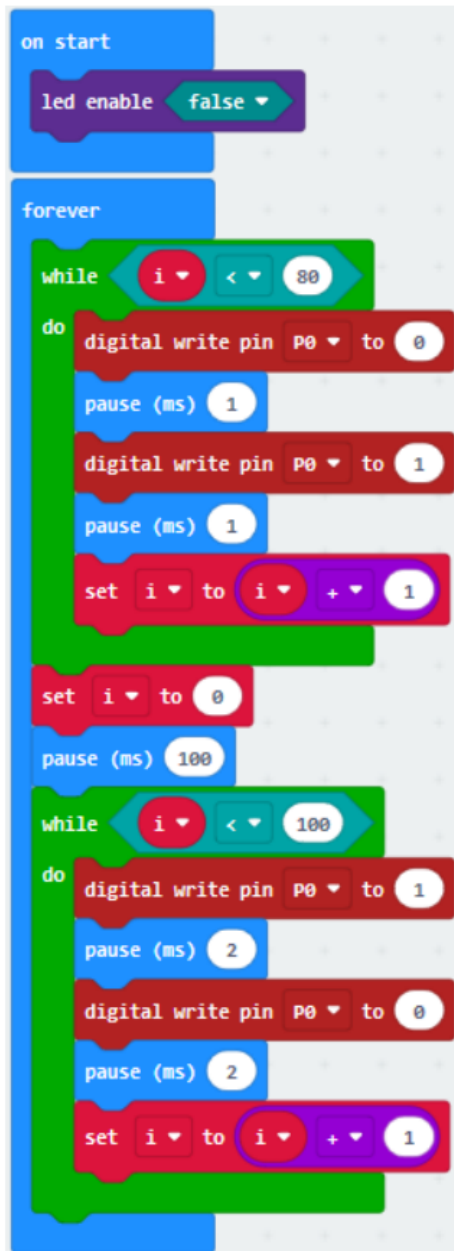 on start
led enable false
forever
while i < 80
do
digital write pin P0 to 0
pause (ms) 1
digital write pin P0 to 1
pause (ms) 1
set i to i + 1
set i to 0
pause (ms) 100
while i < 100
do
digital write pin P0 to 1
pause (ms) 2
digital write pin P0 to 0
pause (ms) 2
set i to i + 1